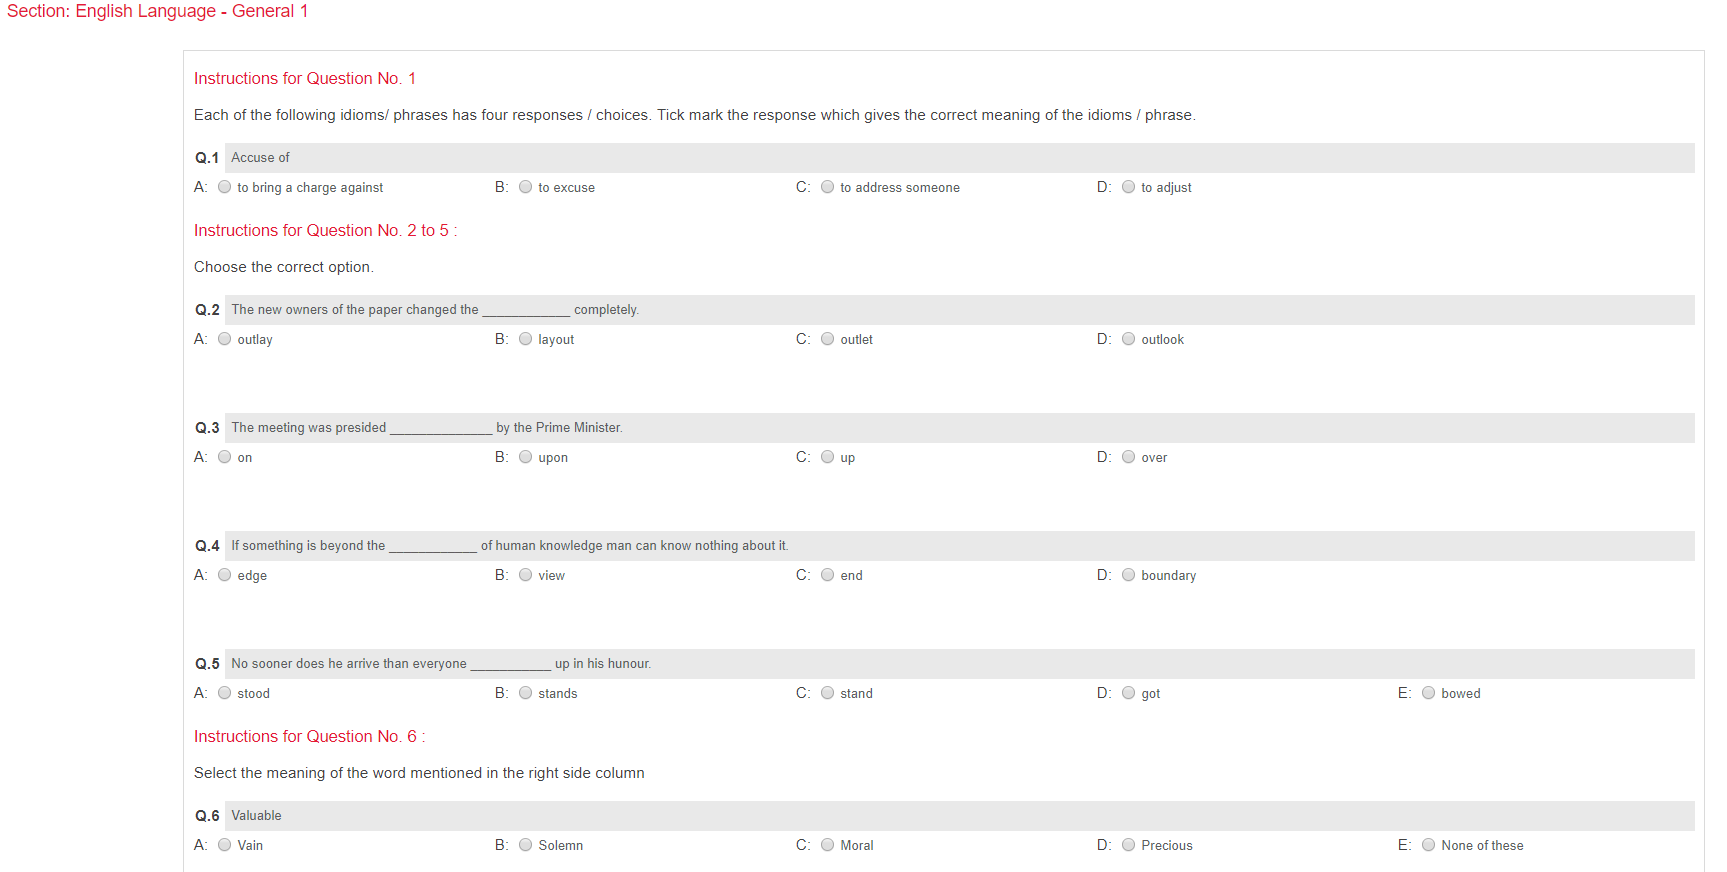 Section: English Language - General 1
Instructions for Question No. 1
Each of the following idioms/ phrases has four responses / choices. Tick mark the response which gives the correct meaning of the idioms / phrase.
Q.1 Accuse of
A: to bring a charge against B: to excuse C: to address someone D: to adjust
Instructions for Question No. 2 to 5 :
Choose the correct option.
Q.2 The new owners of the paper changed the ____________ completely.
A: outlay B: layout C: outlet D: outlook
Q.3 The meeting was presided ______________ by the Prime Minister.
A: on B: upon C: up D: over
Q.4 If something is beyond the ____________ of human knowledge man can know nothing about it.
A: edge B: view C: end D: boundary
Q.5 No sooner does he arrive than everyone ___________ up in his hunour.
A: stood B: stands C: stand D: got E: bowed
Instructions for Question No. 6 :
Select the meaning of the word mentioned in the right side column
Q.6 Valuable
A: Vain B: Solemn C: Moral D: Precious E: None of these